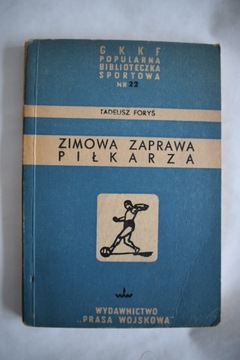 GKKF
POPULARNA
BIBLIOTECZKA
SPORTOWA
NR 22
TADEUSZ FORYŚ
ZIMOWA ZAPRAWA
PIŁKARZA
WYDAWNICTWO
„PRASA WOJSKOWA"